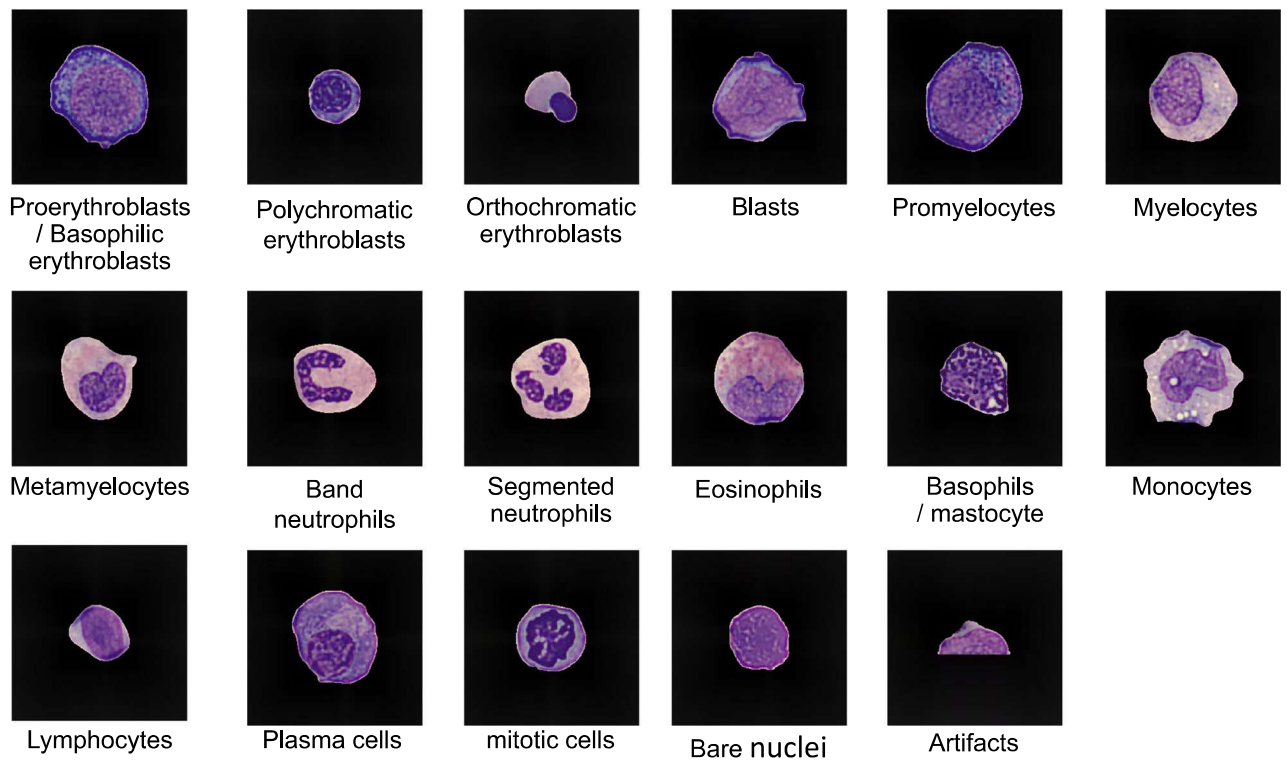 Proerythroblasts
/ Basophilic
erythroblasts
Polychromatic
erythroblasts
Orthochromatic
erythroblasts
Blasts
Promyelocytes
Myelocytes
Metamyelocytes
Band
neutrophils
Segmented
neutrophils
Eosinophils
Basophils
/ mastocyte
Monocytes
Lymphocytes
Plasma cells
mitotic cells
Bare nuclei
Artifacts